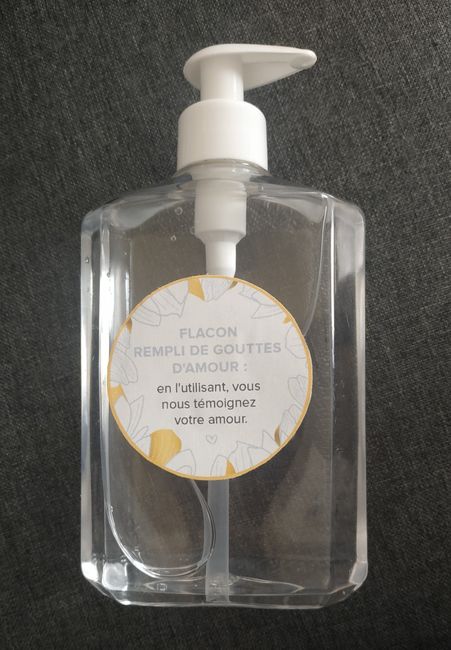 FLACON
REMPLI DE GOUTTES
D'AMOUR :
en l'utilisant, vous
nous témoignez
votre amour.